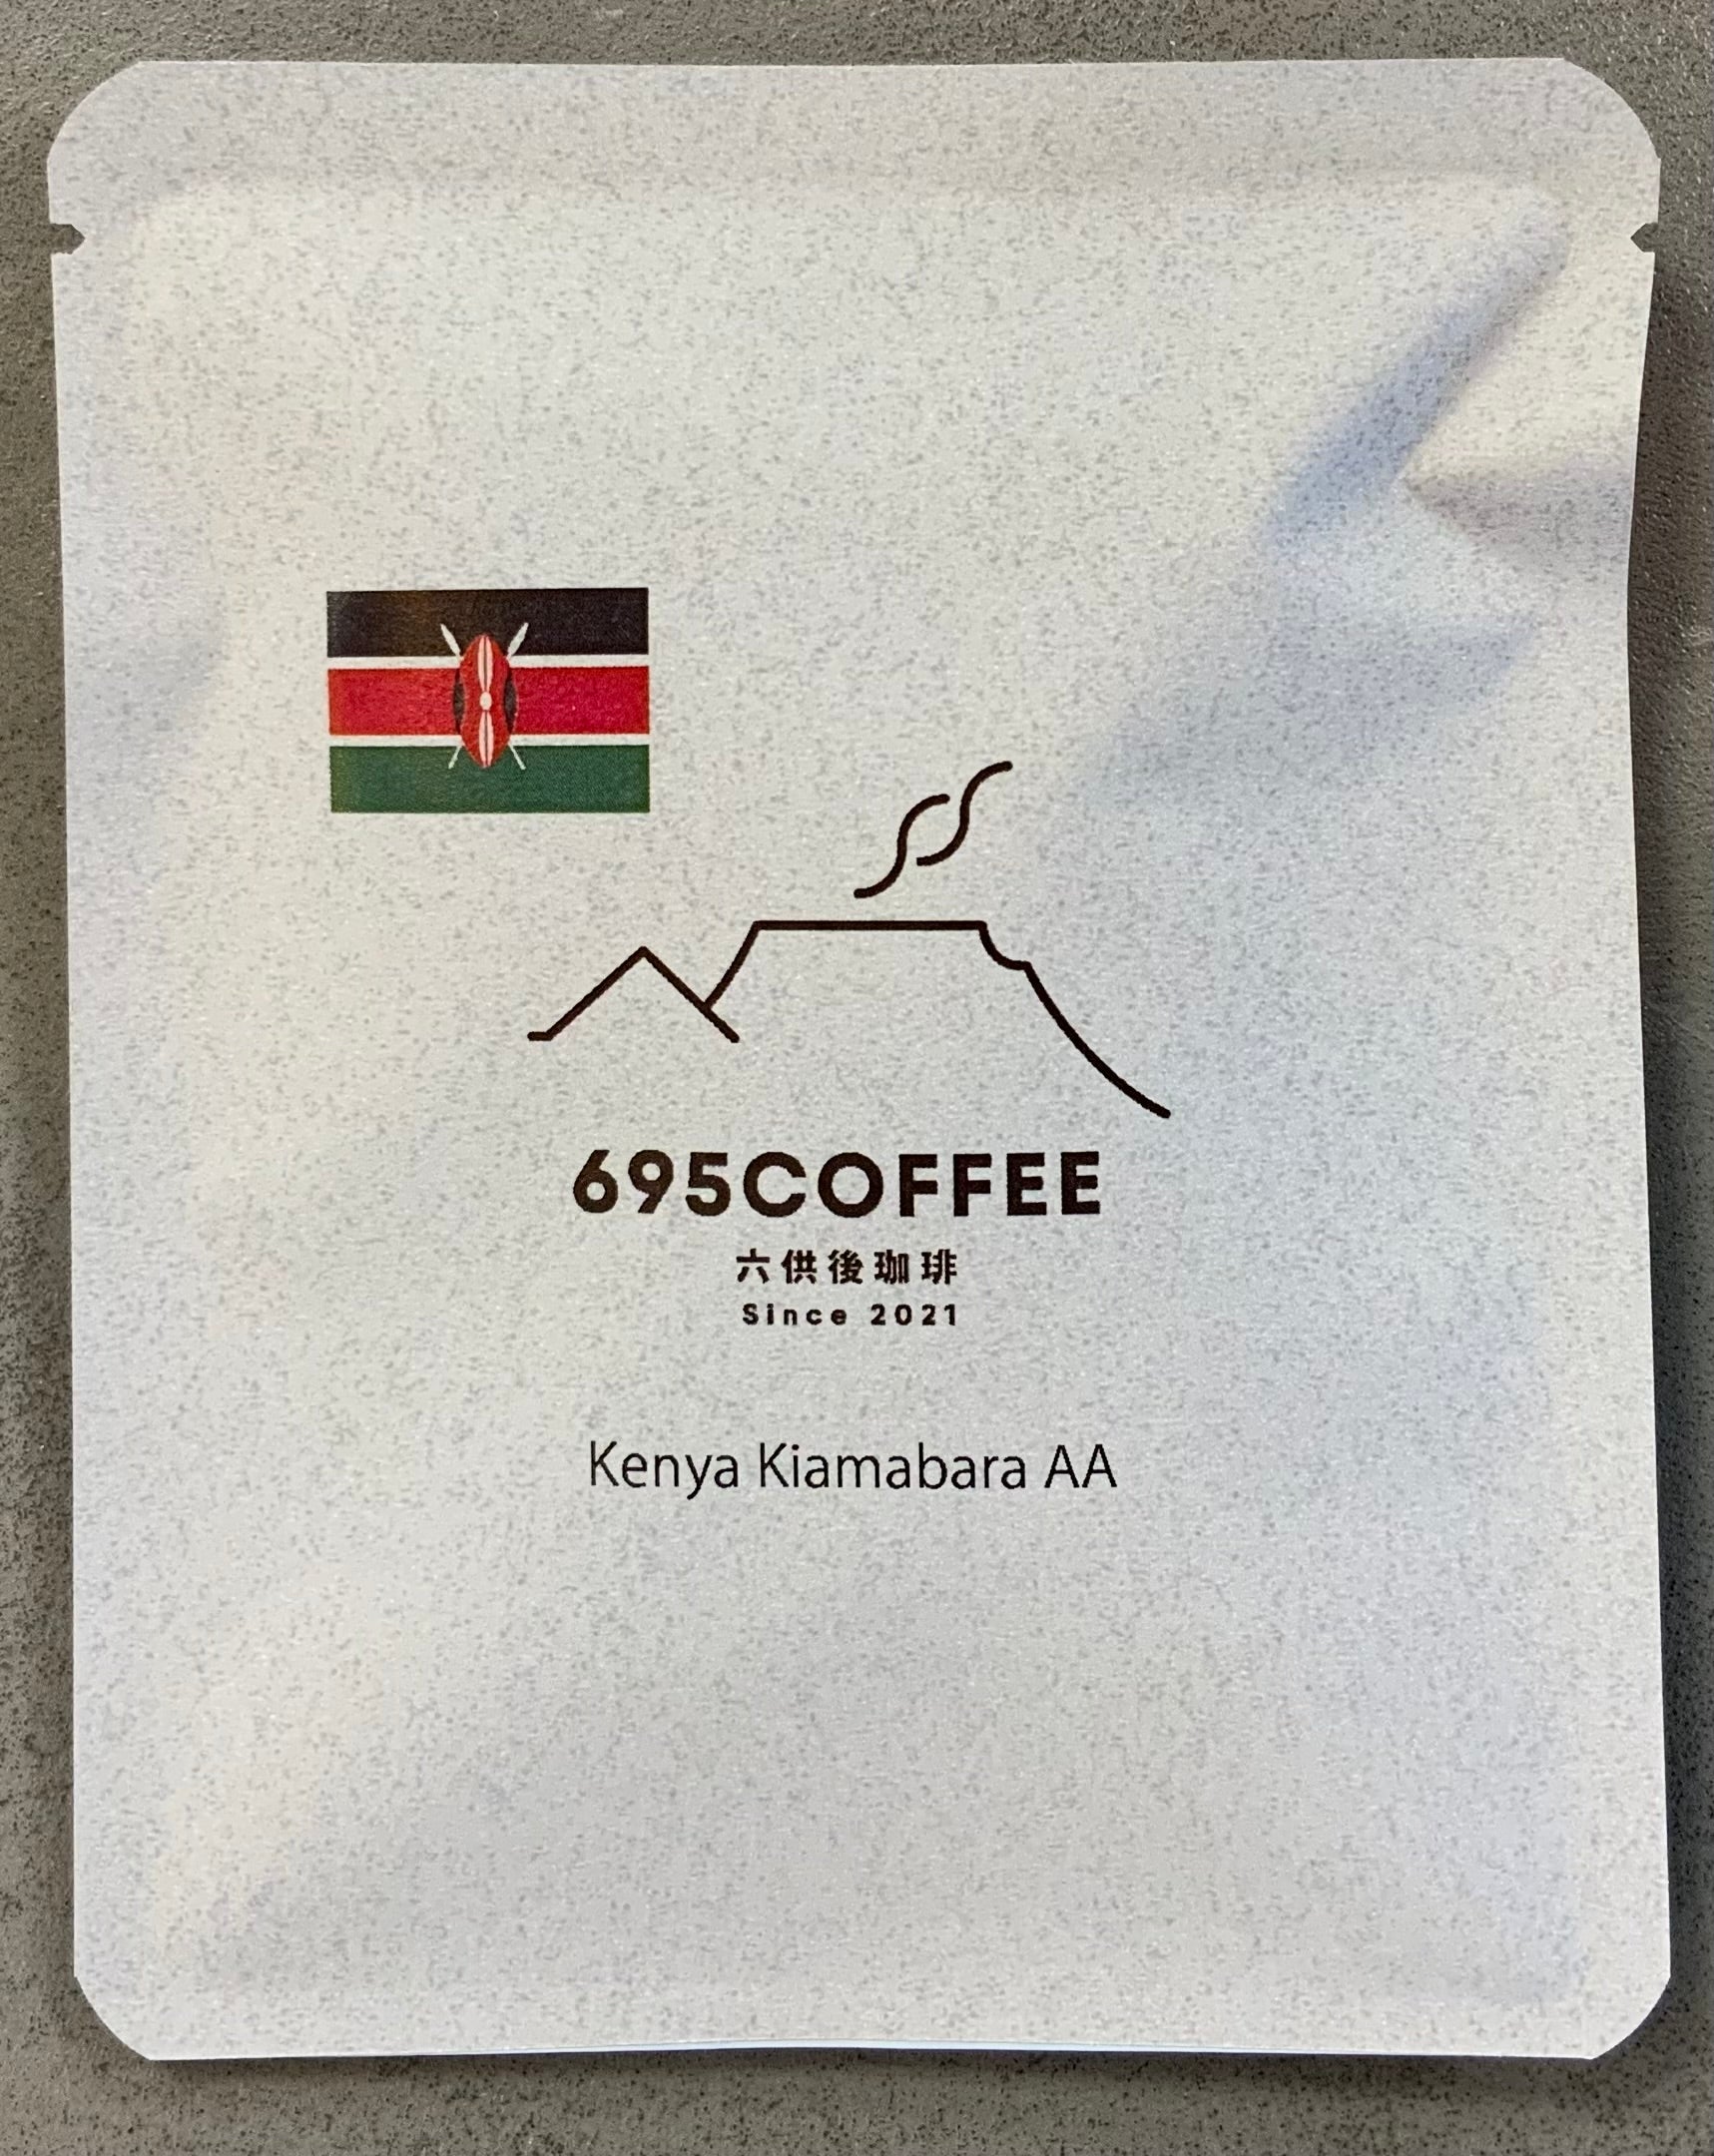 695COFFEE
六供後珈琲
Since 2021
Kenya Kiamabara AA